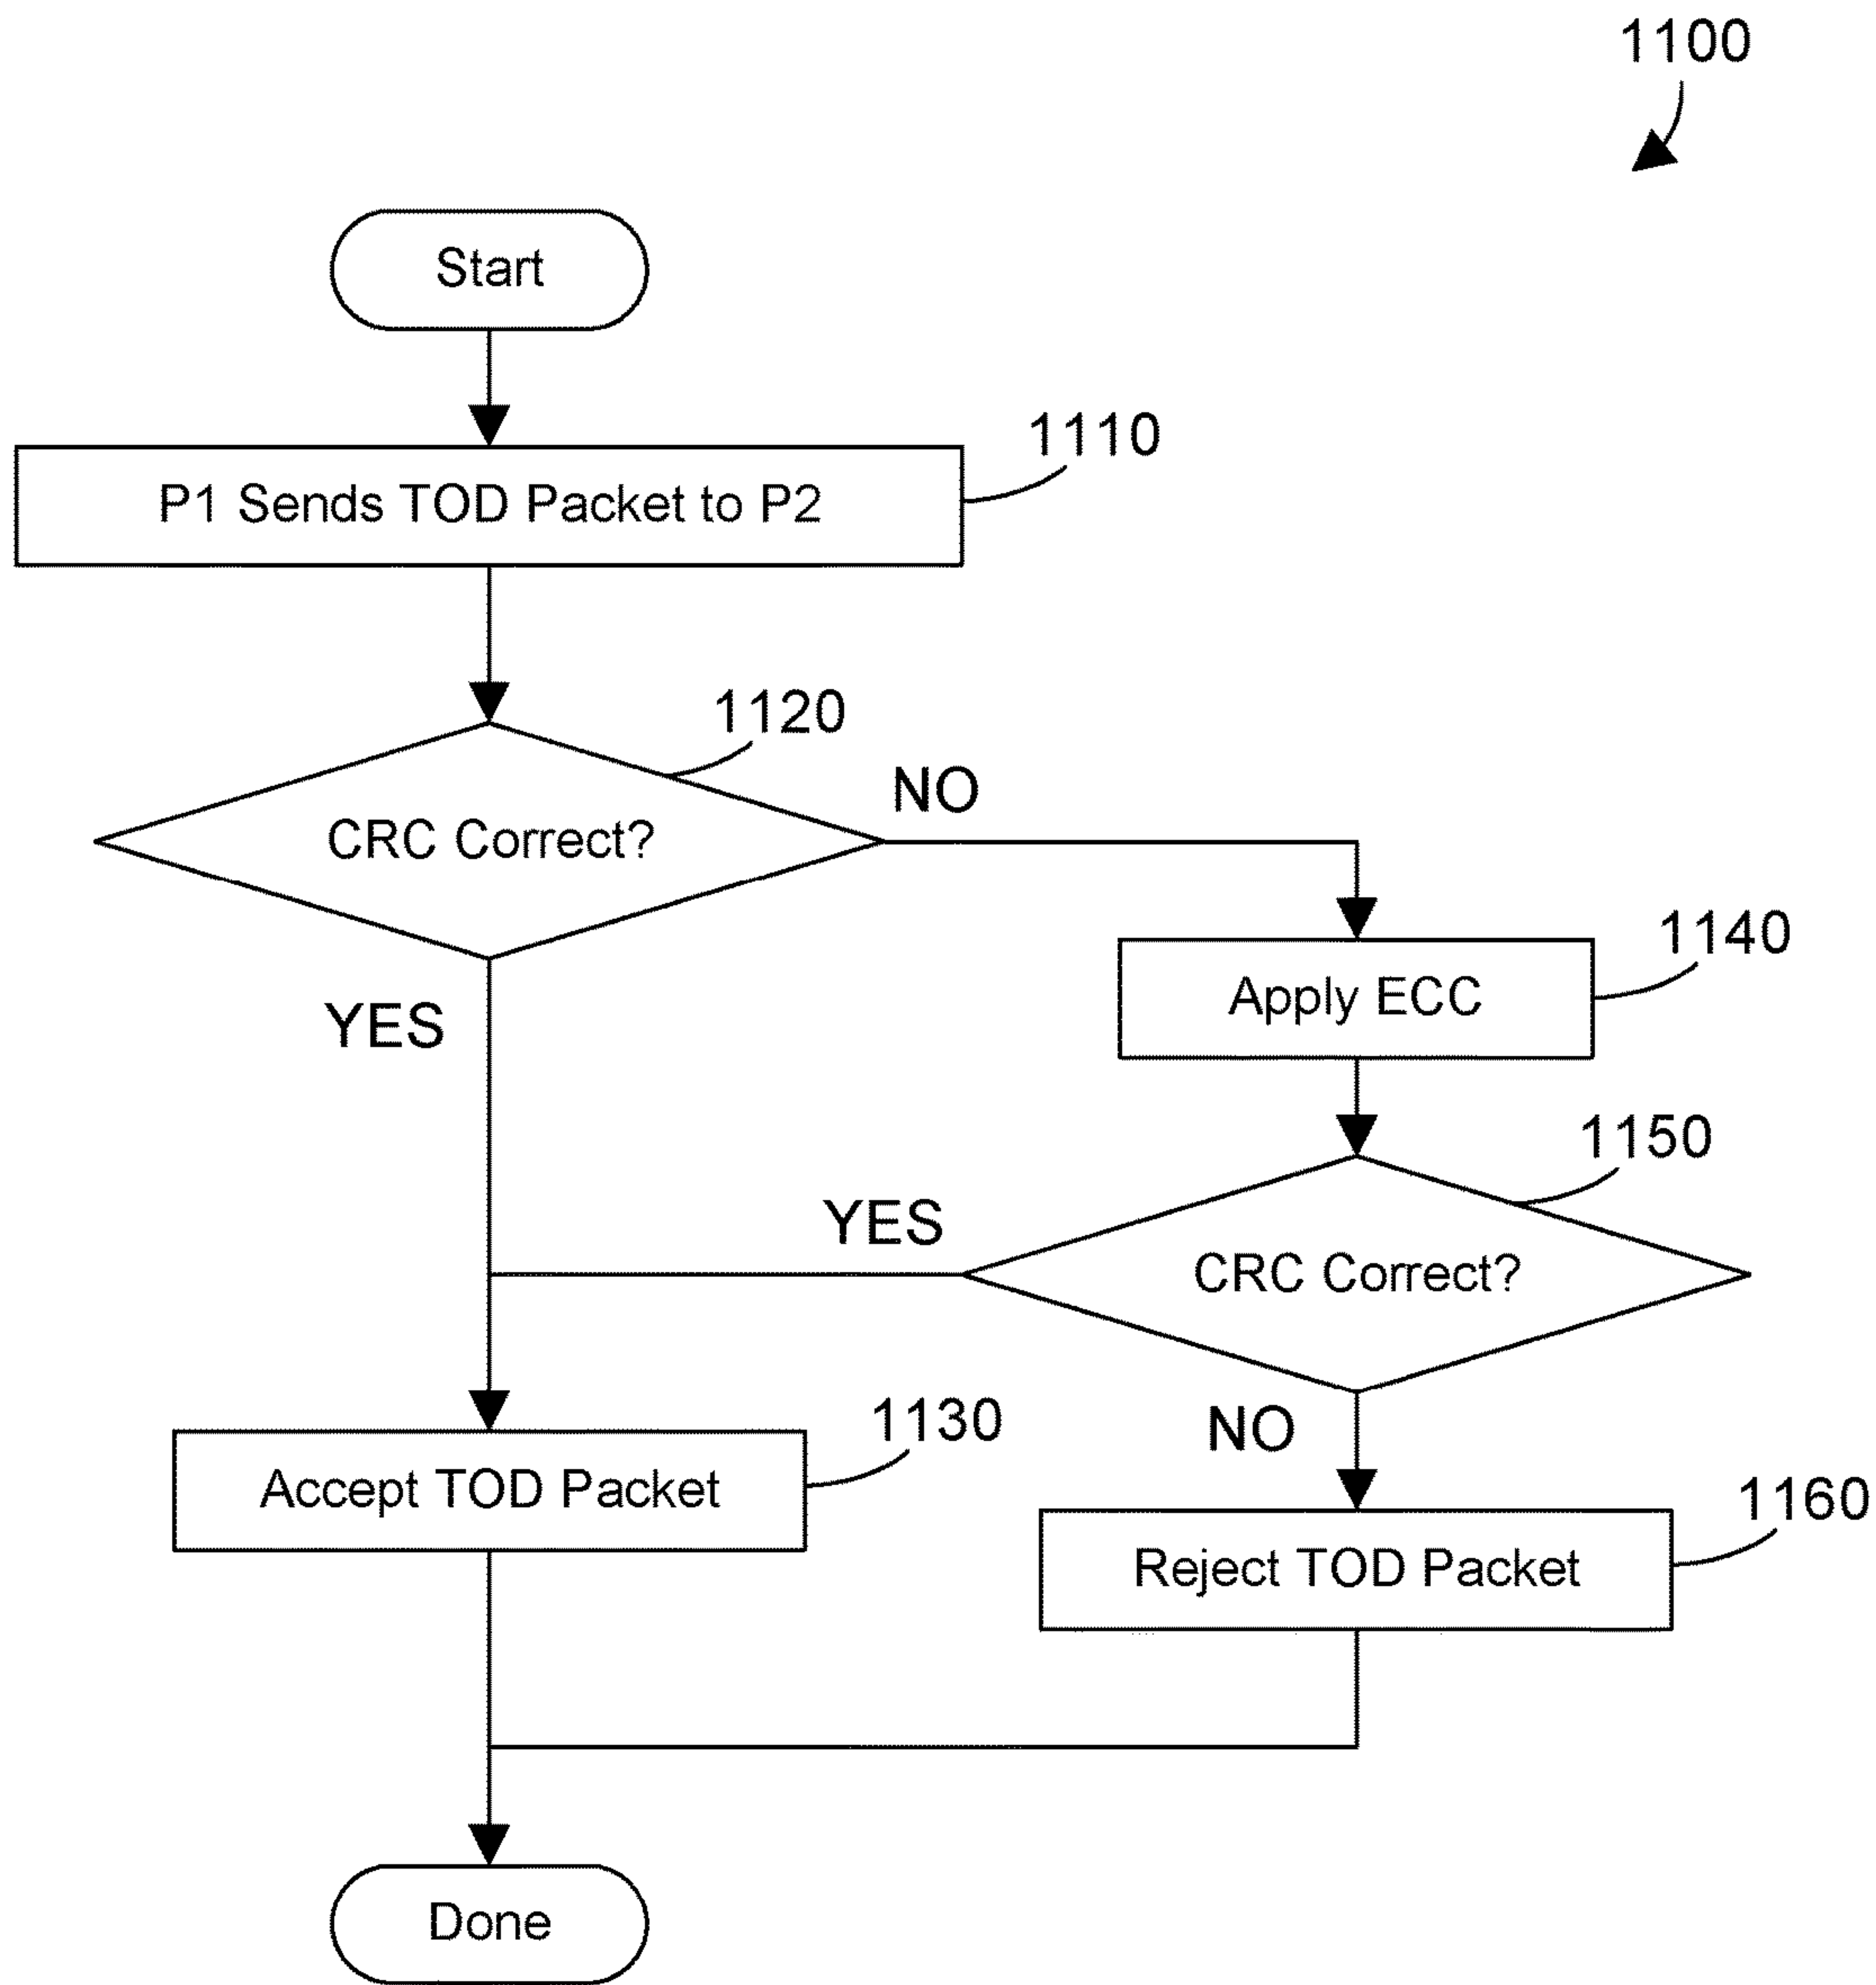 1100
Start
1110
P1 Sends TOD Packet to P2
1120
NO
CRC Correct?
1140
Apply ECC
YES
1150
YES
CRC Correct?
1130
NO
Accept TOD Packet
1160
Reject TOD Packet
Done